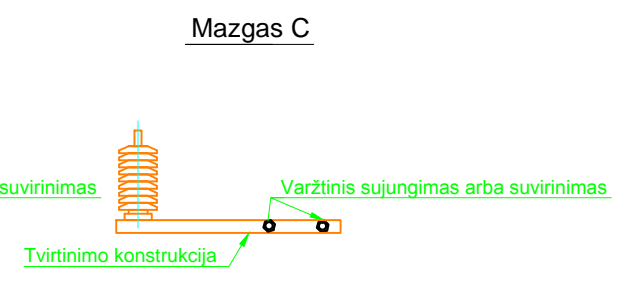 Mazgas C
suvirinimas
Varžtinis sujungimas arba suvirinimas
Tvirtinimo konstrukcija